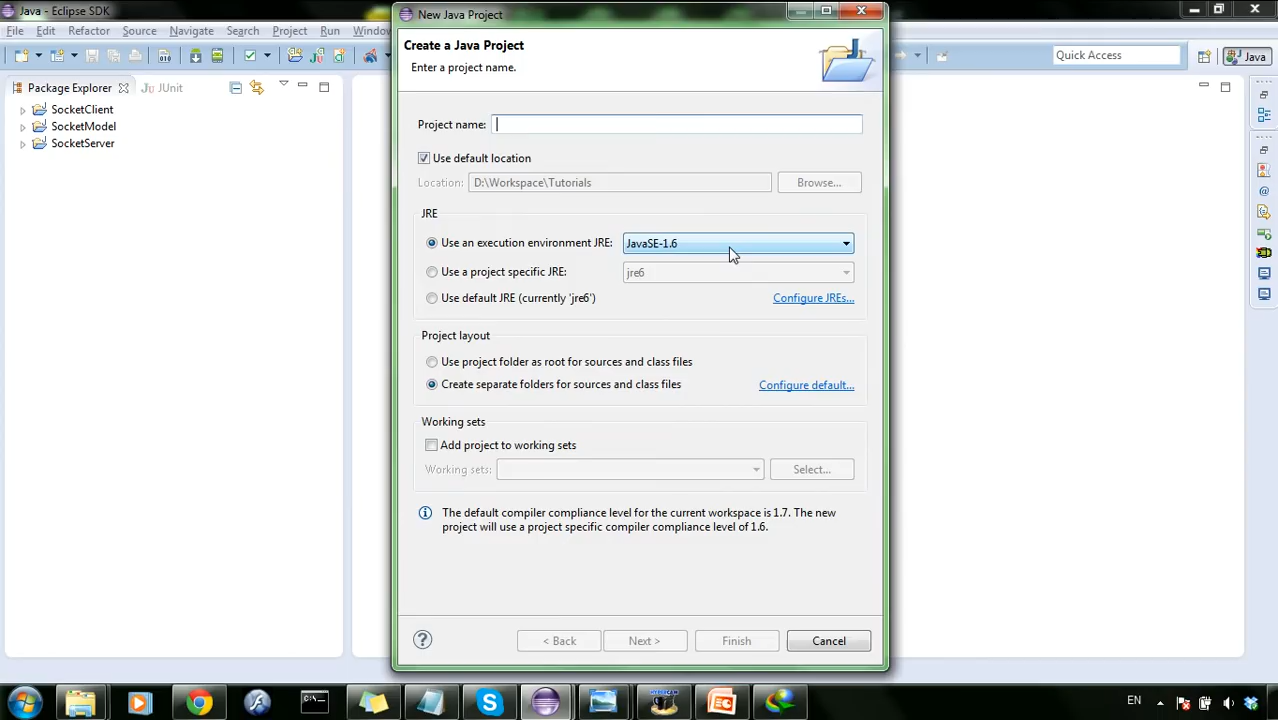 Java - Eclipse SDK
File Edit Refactor Source Navigate Search Project Run Window
Quick Access
Java
Package Explorer
JUnit
SocketClient
SocketModel
SocketServer
New Java Project
Create a Java Project
Enter a project name.
Project name:
Use default location
Location: D:\Workspace\Tutorials Browse...
JRE
Use an execution environment JRE: JavaSE-1.6
Use a project specific JRE: jre6
Use default JRE (currently 'jre6') Configure JREs...
Project layout
Use project folder as root for sources and class files
Create separate folders for sources and class files Configure default...
Working sets
Add project to working sets
Working sets: Select...
The default compiler compliance level for the current workspace is 1.7. The new
project will use a project specific compiler compliance level of 1.6.
< Back Next > Finish Cancel
EN